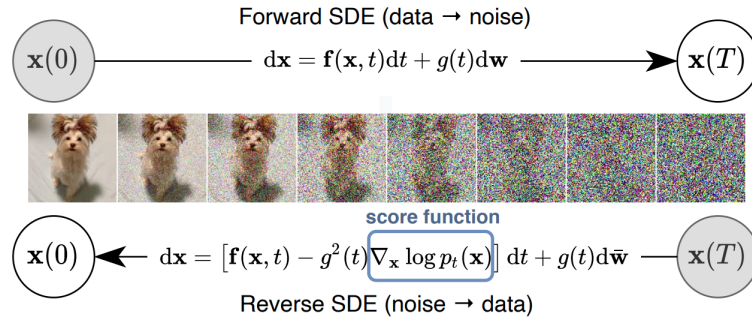 Forward SDE (data → noise)
x(0) dx = f(x, t)dt + g(t)dw x(T)
score function
x(0) dx = [f(x, t) − g²(t)∇ₓ log pₜ(x)] dt + g(t)dw̄ x(T)
Reverse SDE (noise → data)